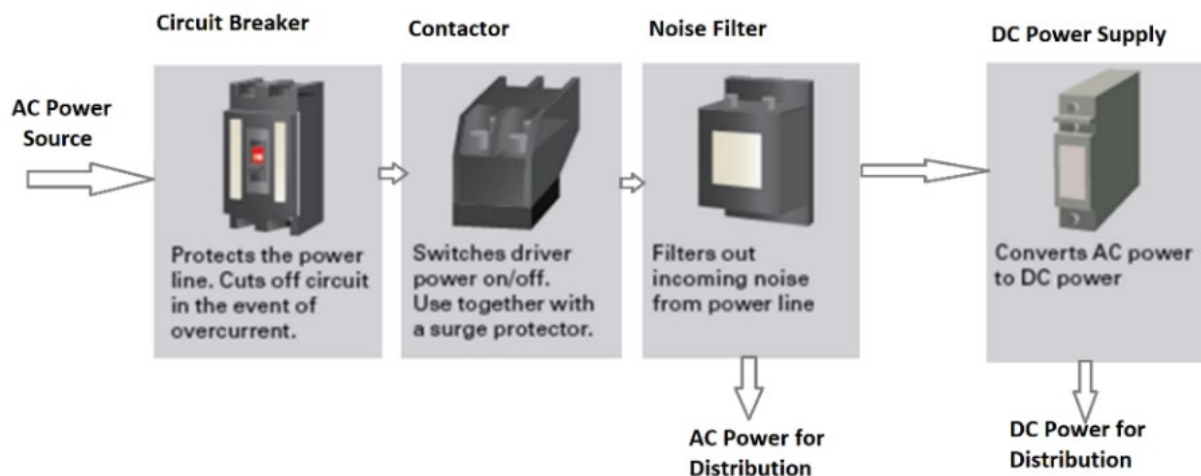 Circuit Breaker
Contactor
Noise Filter
DC Power Supply
AC Power
Source
Protects the power
line. Cuts off circuit
in the event of
overcurrent.
Switches driver
power on/off.
Use together with
a surge protector.
Filters out
incoming noise
from power line
Converts AC power
to DC power
AC Power for
Distribution
DC Power for
Distribution